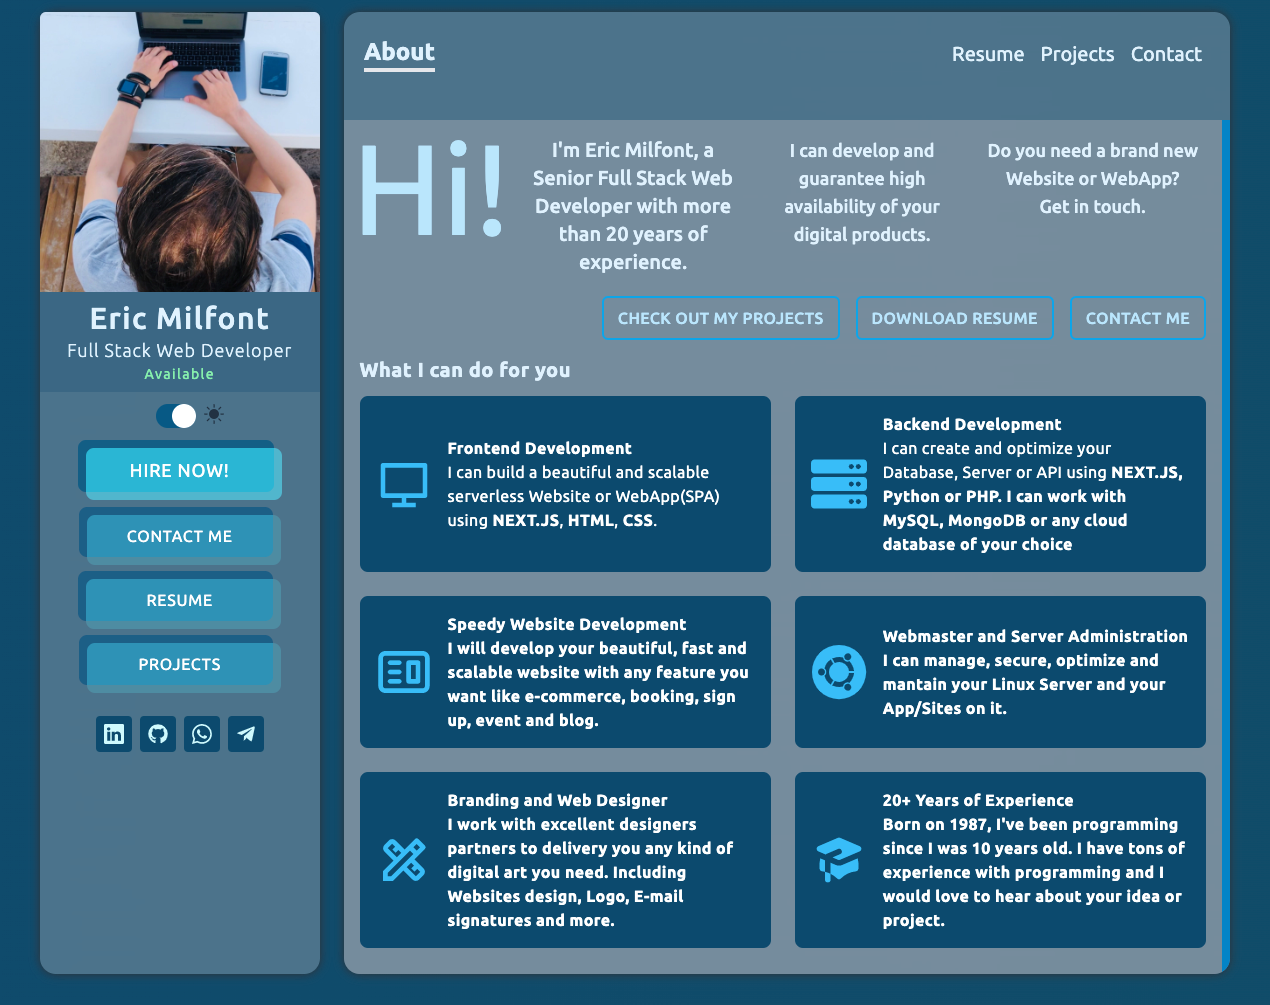 Eric Milfont
Full Stack Web Developer
Available
HIRE NOW!
CONTACT ME
RESUME
PROJECTS
About
Resume Projects Contact
Hi!
I'm Eric Milfont, a
Senior Full Stack Web
Developer with more
than 20 years of
experience.
I can develop and
guarantee high
availability of your
digital products.
Do you need a brand new
Website or WebApp?
Get in touch.
CHECK OUT MY PROJECTS
DOWNLOAD RESUME
CONTACT ME
What I can do for you
Frontend Development
I can build a beautiful and scalable
serverless Website or WebApp(SPA)
using NEXT.JS, HTML, CSS.
Backend Development
I can create and optimize your
Database, Server or API using NEXT.JS,
Python or PHP. I can work with
MySQL, MongoDB or any cloud
database of your choice
Speedy Website Development
I will develop your beautiful, fast and
scalable website with any feature you
want like e-commerce, booking, sign
up, event and blog.
Webmaster and Server Administration
I can manage, secure, optimize and
mantain your Linux Server and your
App/Sites on it.
Branding and Web Designer
I work with excellent designers
partners to delivery you any kind of
digital art you need. Including
Websites design, Logo, E-mail
signatures and more.
20+ Years of Experience
Born on 1987, I've been programming
since I was 10 years old. I have tons of
experience with programming and I
would love to hear about your idea or
project.